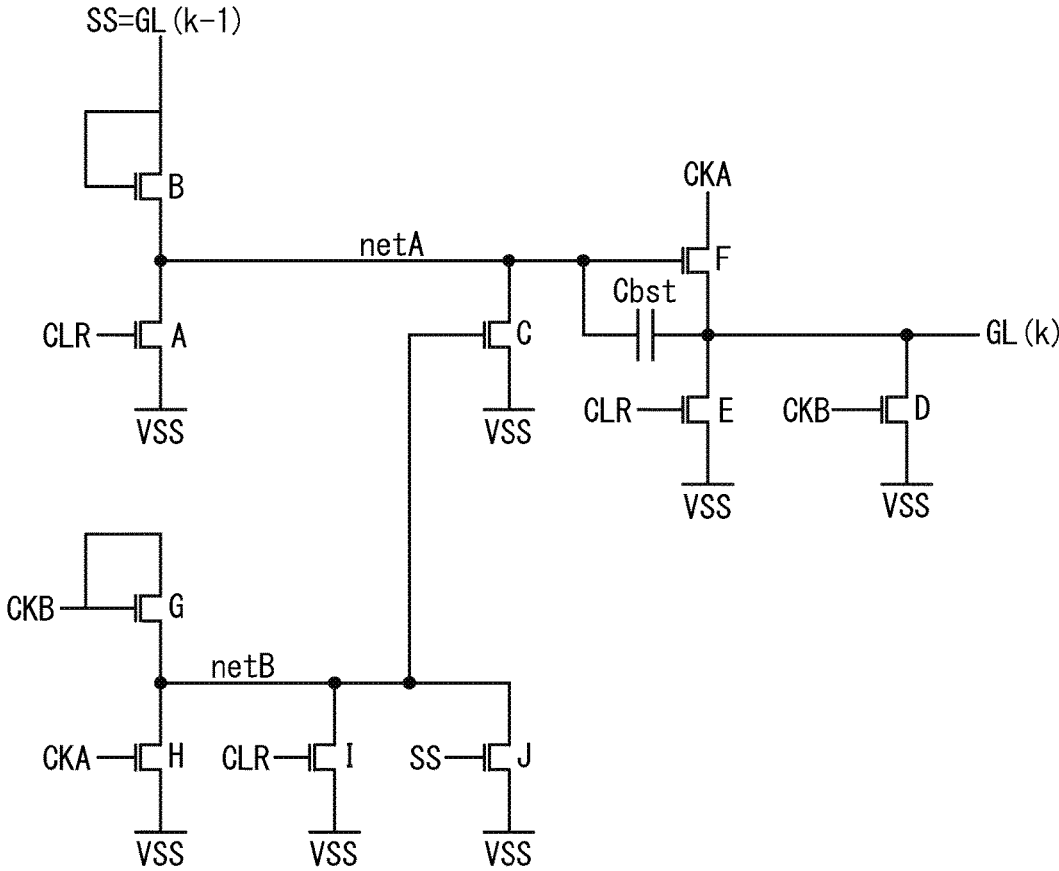 SS=GL(k-1)
B
CKA
netA
F
Cbst
CLR
A
C
GL(k)
VSS
VSS
CLR
E
CKB
D
VSS
VSS
CKB
G
netB
CKA
H
CLR
I
SS
J
VSS
VSS
VSS